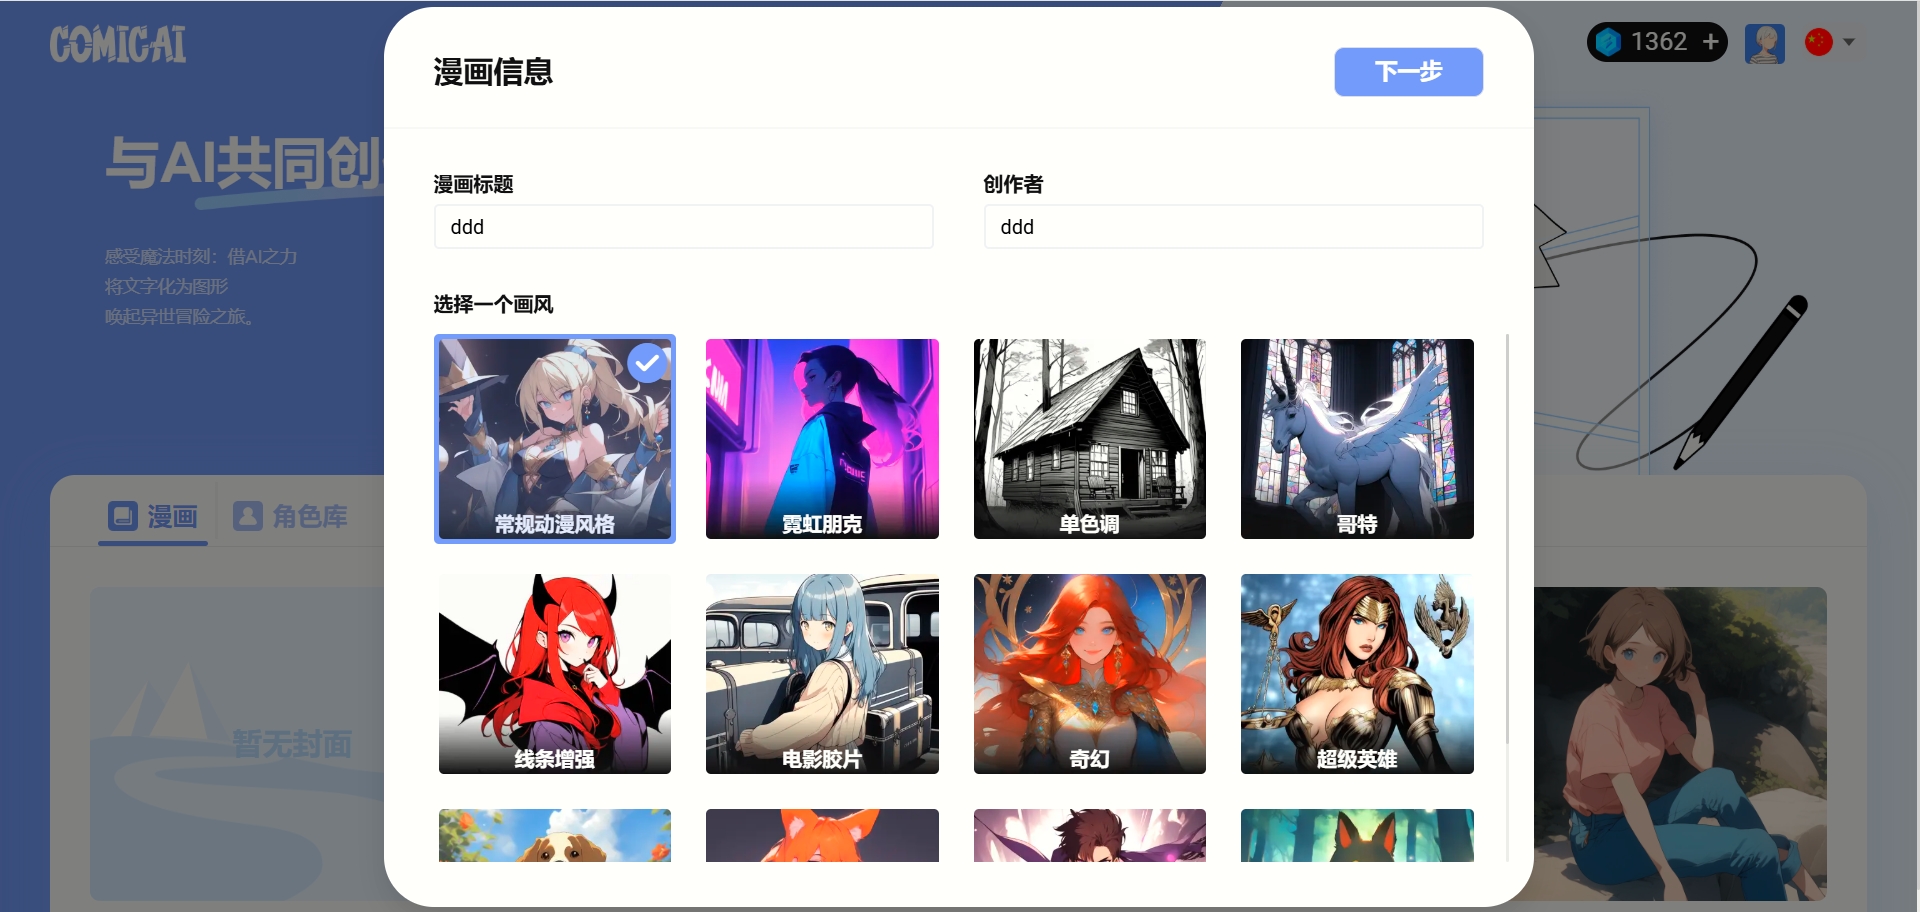 COMICAI
1362
与AI共同创
感受魔法时刻：借AI之力
将文字化为图形
唤起异世冒险之旅。
漫画
角色库
暂无封面
漫画信息
下一步
漫画标题
创作者
ddd
ddd
选择一个画风
常规动漫风格
霓虹朋克
单色调
哥特
线条增强
电影胶片
奇幻
超级英雄